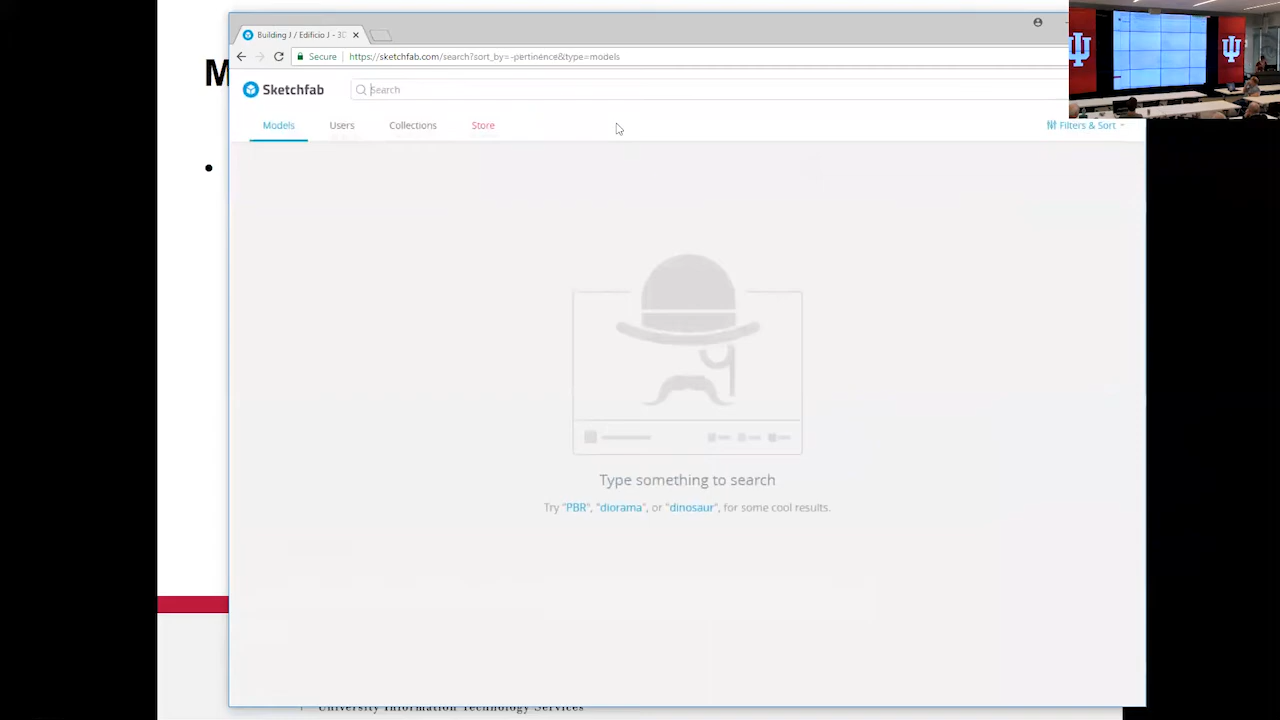 M
Building J / Edificio J - 3D
Secure
https://sketchfab.com/search?sort_by=-pertinence&type=models
Sketchfab
Search
Models
Users
Collections
Store
Filters & Sort
Type something to search
Try "PBR", "diorama", or "dinosaur", for some cool results.
University Information Technology Services